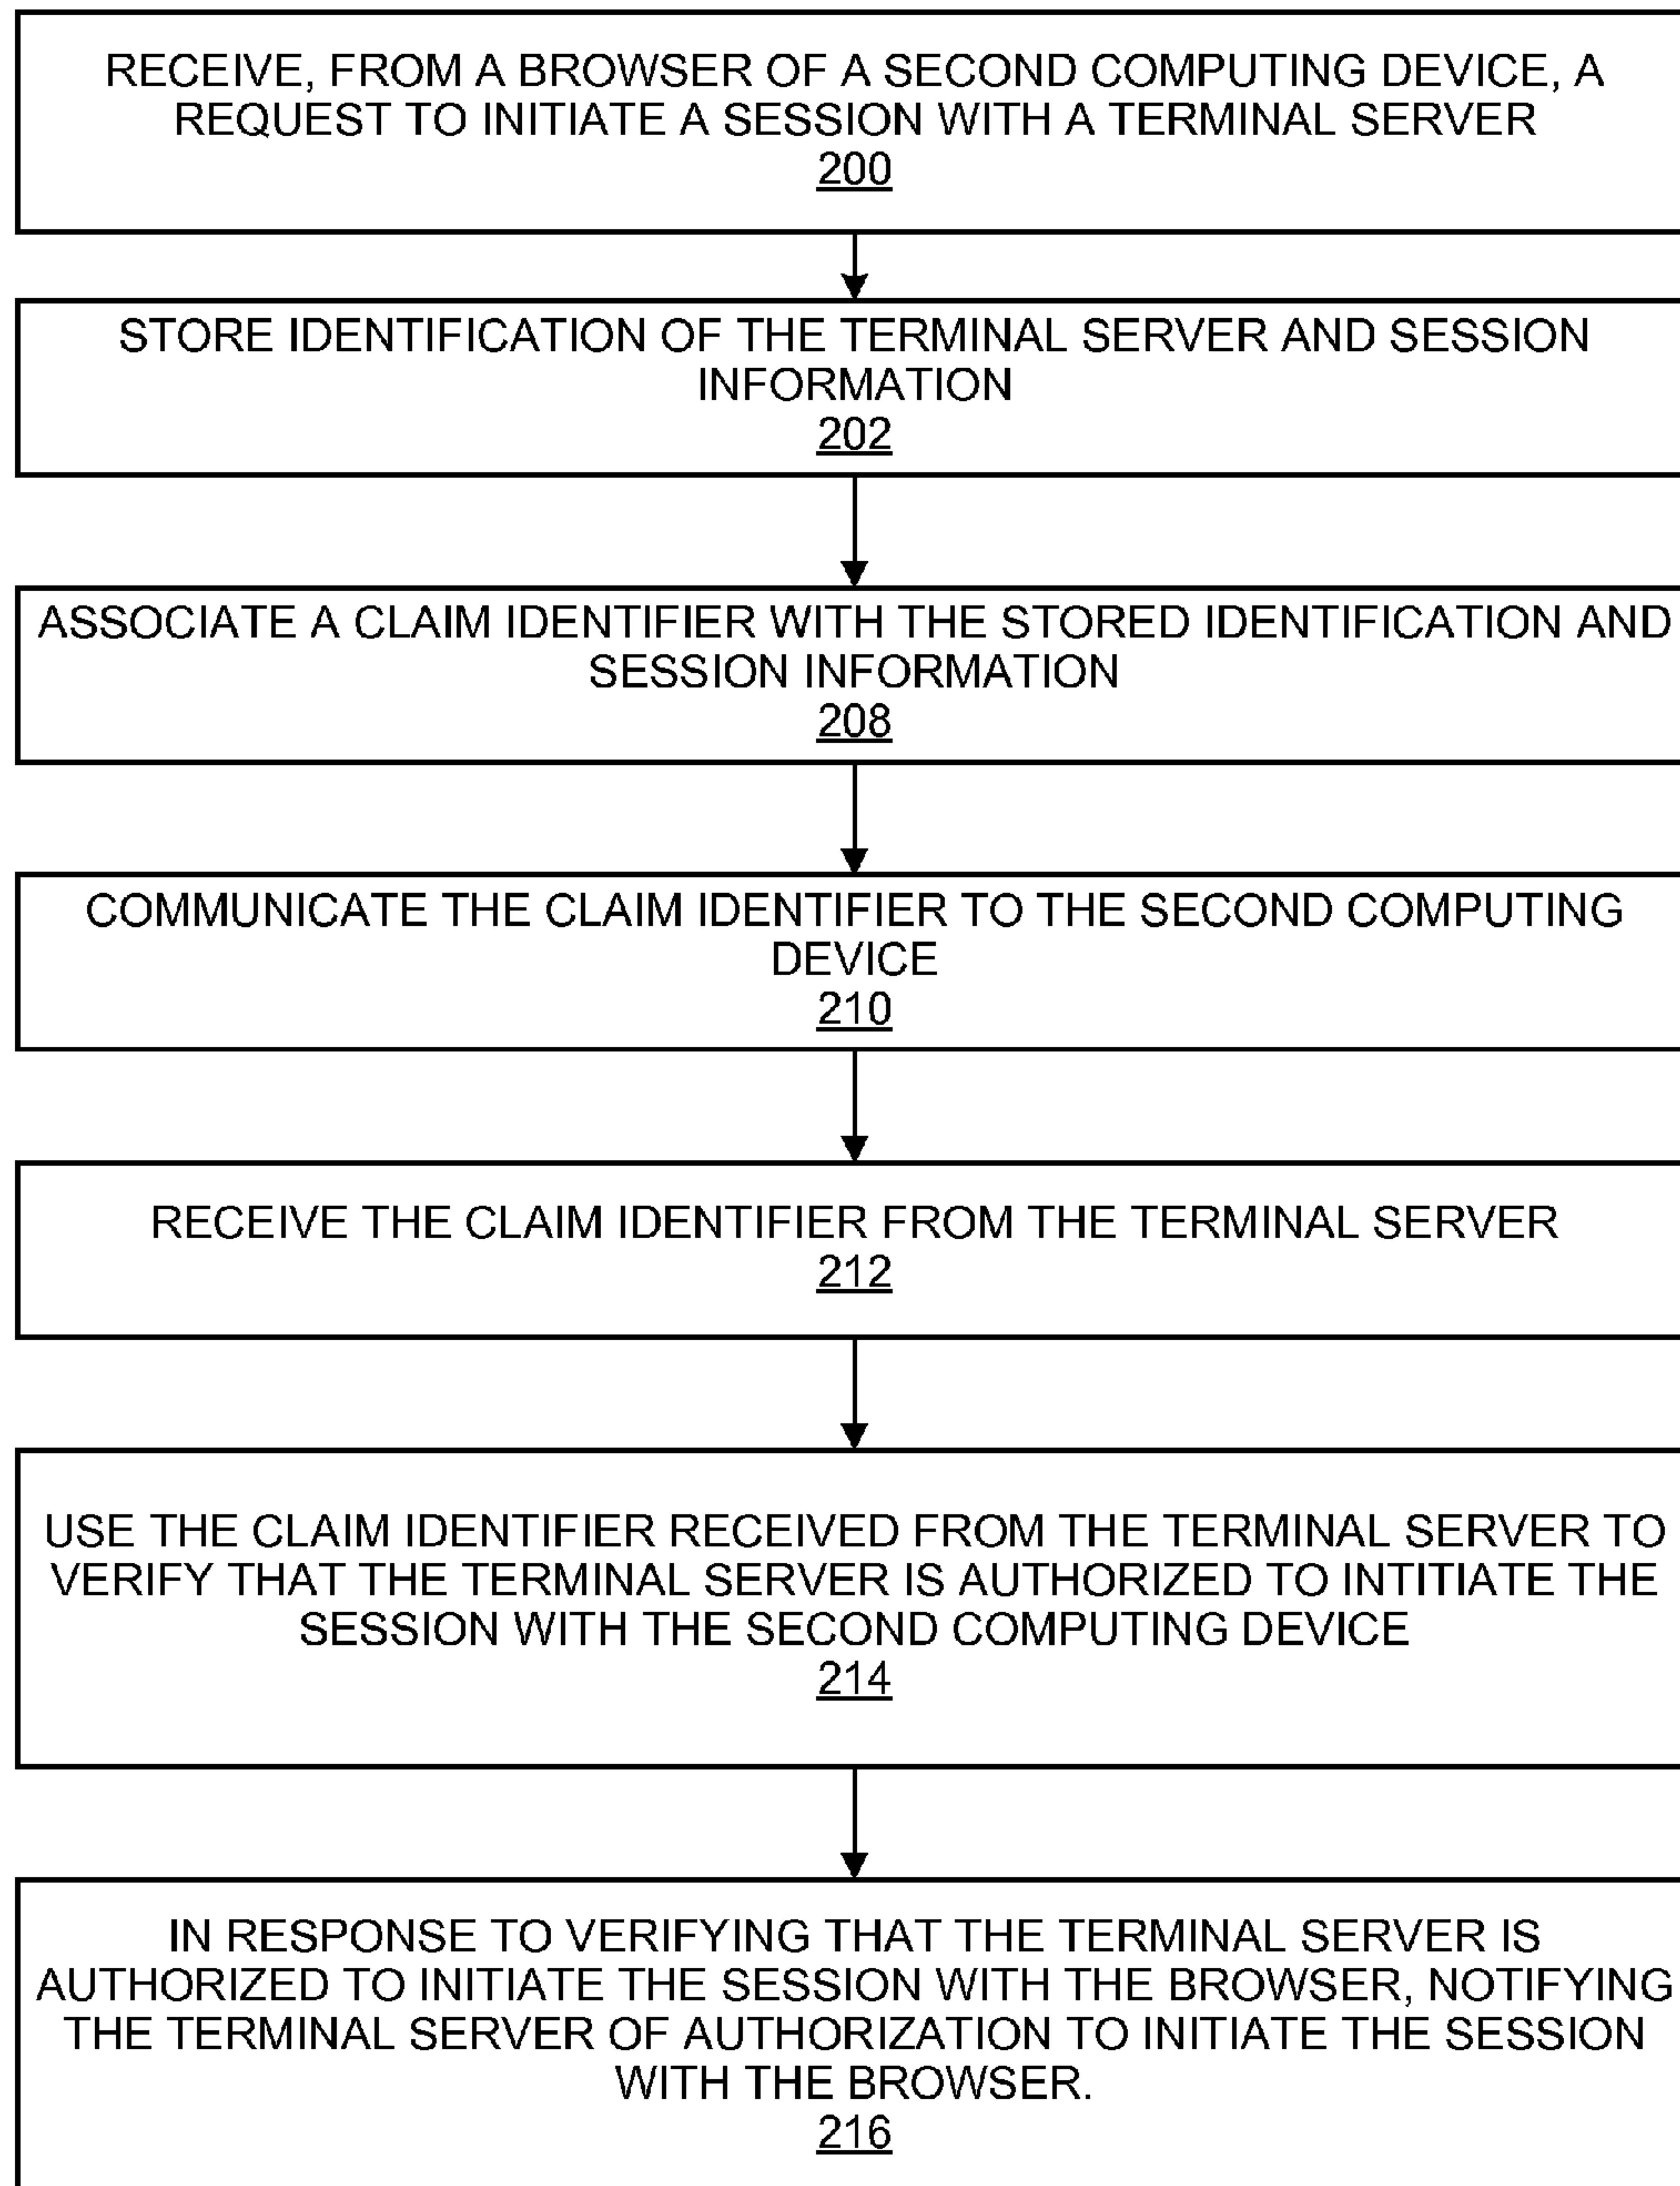 RECEIVE, FROM A BROWSER OF A SECOND COMPUTING DEVICE, A
REQUEST TO INITIATE A SESSION WITH A TERMINAL SERVER
200
STORE IDENTIFICATION OF THE TERMINAL SERVER AND SESSION
INFORMATION
202
ASSOCIATE A CLAIM IDENTIFIER WITH THE STORED IDENTIFICATION AND
SESSION INFORMATION
208
COMMUNICATE THE CLAIM IDENTIFIER TO THE SECOND COMPUTING
DEVICE
210
RECEIVE THE CLAIM IDENTIFIER FROM THE TERMINAL SERVER
212
USE THE CLAIM IDENTIFIER RECEIVED FROM THE TERMINAL SERVER TO
VERIFY THAT THE TERMINAL SERVER IS AUTHORIZED TO INTITIATE THE
SESSION WITH THE SECOND COMPUTING DEVICE
214
IN RESPONSE TO VERIFYING THAT THE TERMINAL SERVER IS
AUTHORIZED TO INITIATE THE SESSION WITH THE BROWSER, NOTIFYING
THE TERMINAL SERVER OF AUTHORIZATION TO INITIATE THE SESSION
WITH THE BROWSER.
216